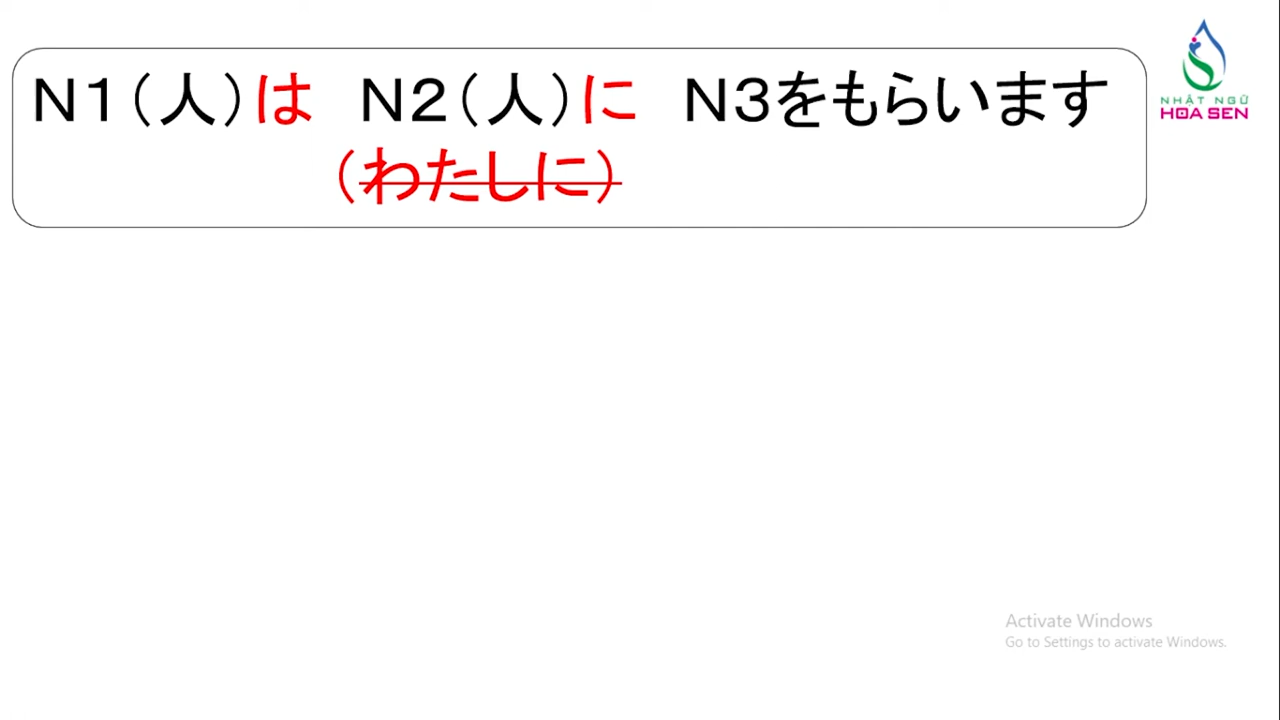 N1(人)は N2(人)に N3をもらいます
(わたしに)
NHẬT NGỮ
HOA SEN
Activate Windows
Go to Settings to activate Windows.